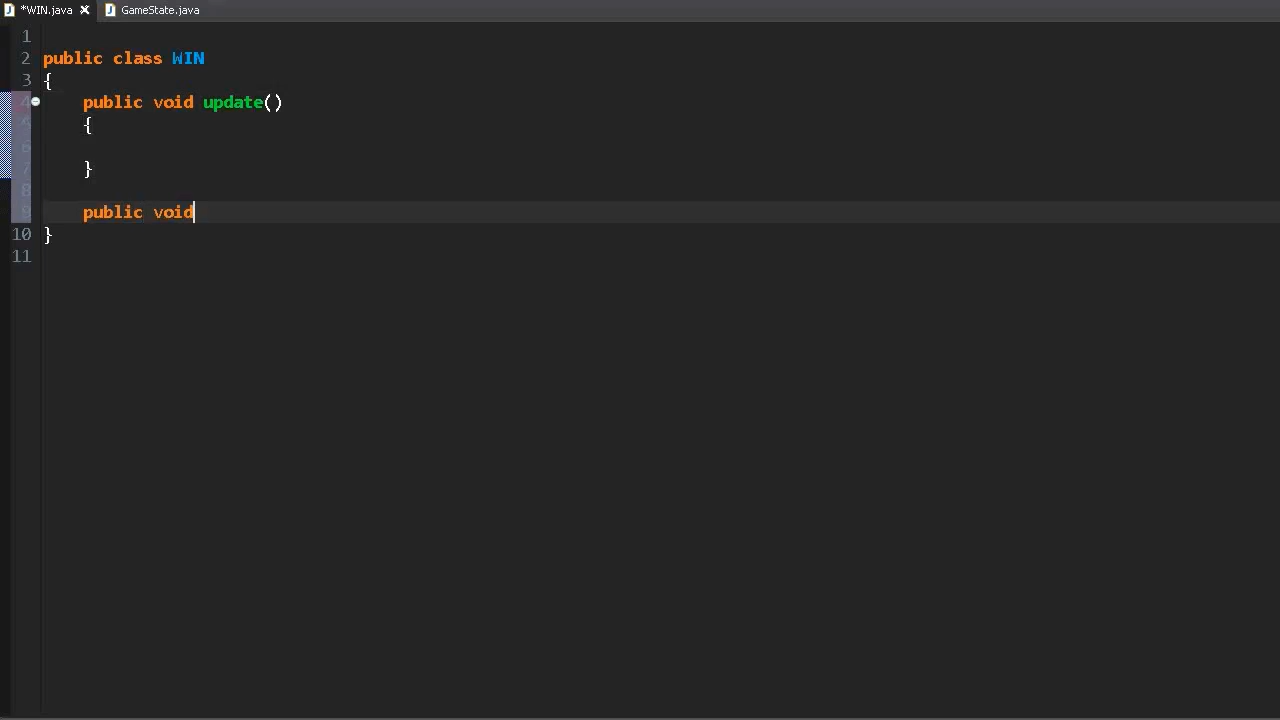 *WIN.java GameState.java
1
2 public class WIN
3 {
4 public void update()
5 {
6
7 }
8
9 public void
10 }
11